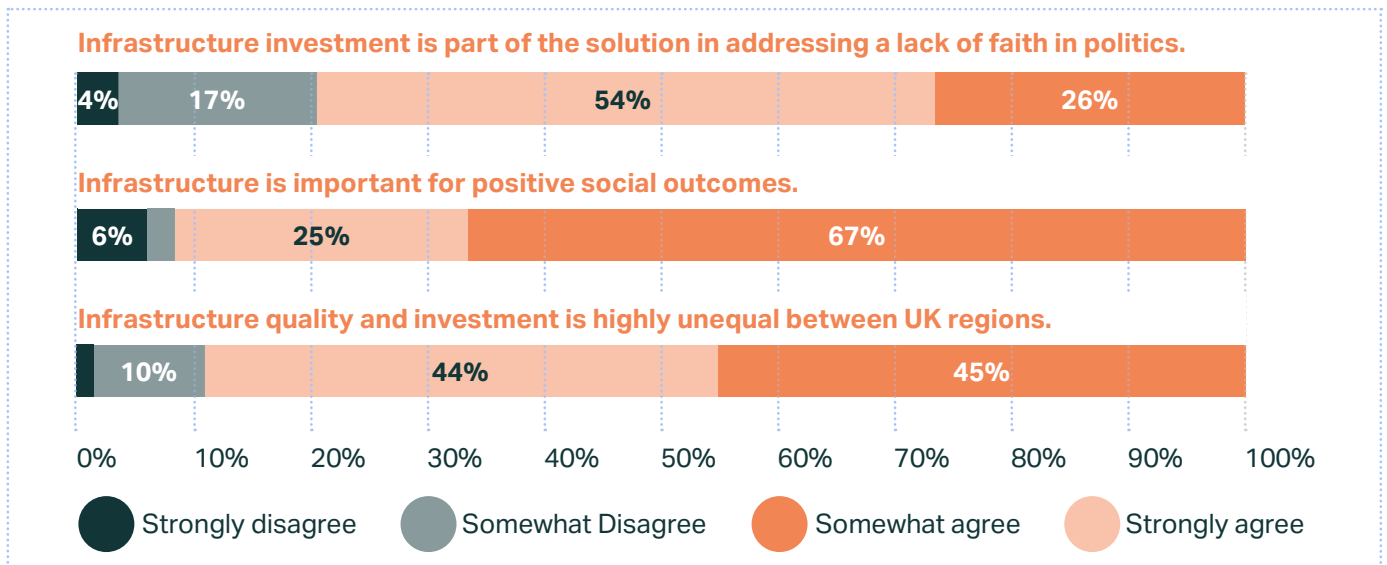 Infrastructure investment is part of the solution in addressing a lack of faith in politics.
4% 17% 54% 26%
Infrastructure is important for positive social outcomes.
6% 25% 67%
Infrastructure quality and investment is highly unequal between UK regions.
10% 44% 45%
0% 10% 20% 30% 40% 50% 60% 70% 80% 90% 100%
Strongly disagree Somewhat Disagree Somewhat agree Strongly agree